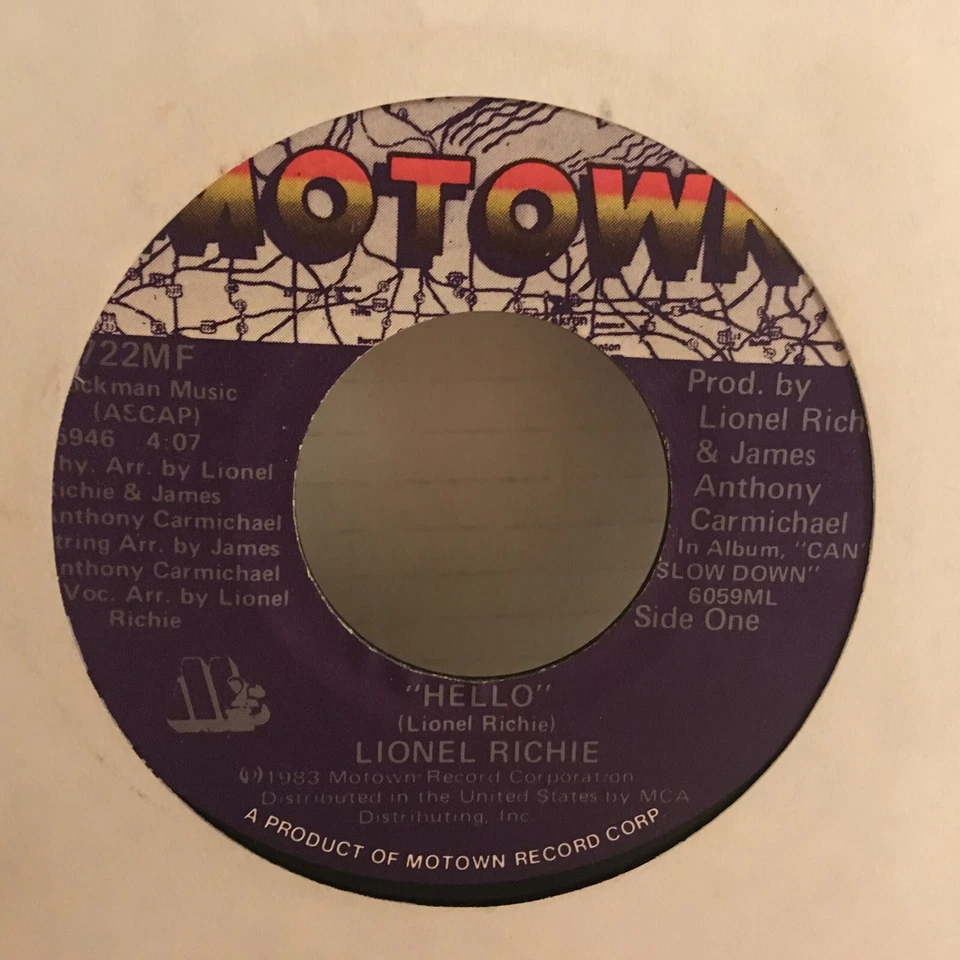 MOTOWN
722MF
ockman Music
(ASCAP)
5946 4:07
hy. Arr. by Lionel
ichie & James
nthony Carmichael
tring Arr. by James
nthony Carmichael
Voc. Arr. by Lionel
Richie
Prod. by
Lionel Rich
& James
Anthony
Carmichael
In Album, "CAN'
SLOW DOWN"
6059ML
Side One
"HELLO"
(Lionel Richie)
LIONEL RICHIE
Ⓟ1983 Motown Record Corporation
Distributed in the United States by MCA
Distributing, Inc.
A PRODUCT OF MOTOWN RECORD CORP.